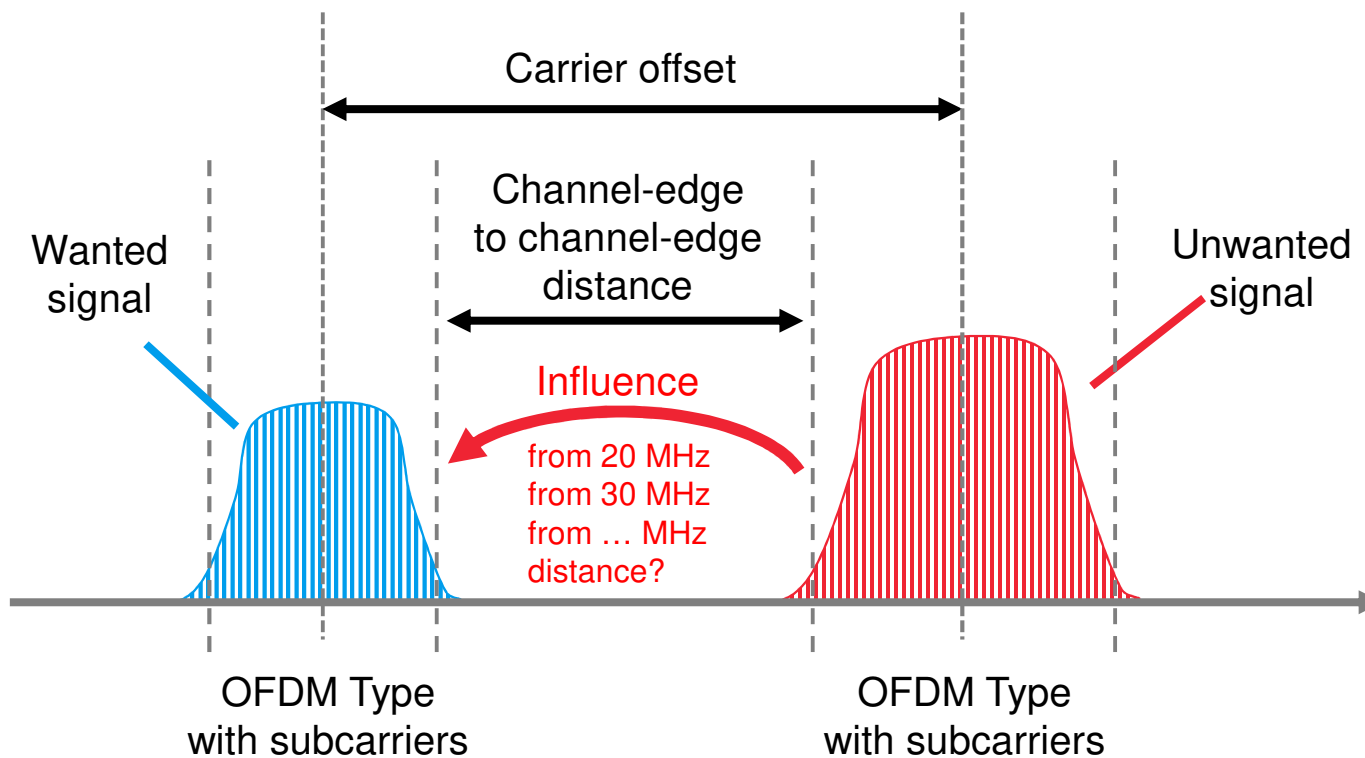 Carrier offset
Channel-edge
to channel-edge
distance
Wanted
signal
Unwanted
signal
Influence
from 20 MHz
from 30 MHz
from … MHz
distance?
OFDM Type
with subcarriers
OFDM Type
with subcarriers